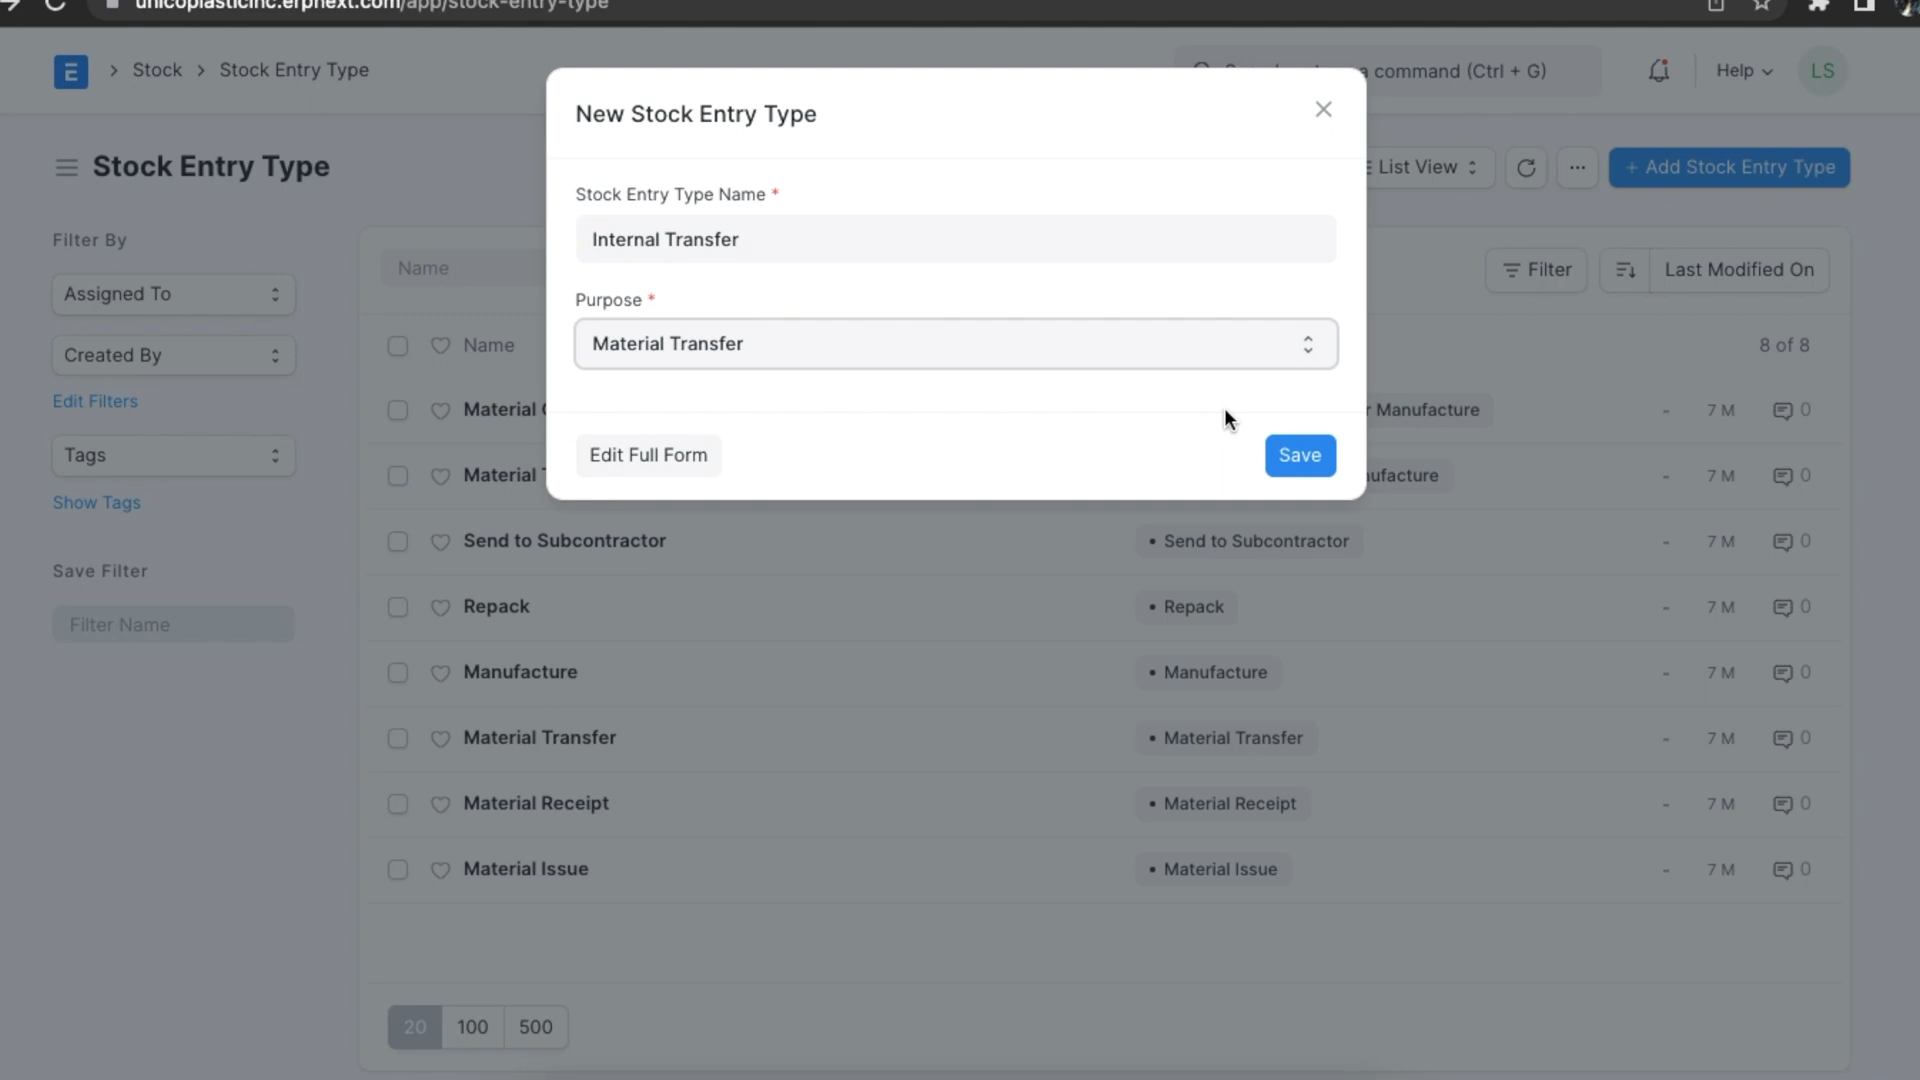 unicoplasticinc.erpnext.com/app/stock-entry-type
E
Stock
Stock Entry Type
a command (Ctrl + G)
Help
LS
Stock Entry Type
List View
+ Add Stock Entry Type
New Stock Entry Type
Stock Entry Type Name *
Internal Transfer
Purpose *
Material Transfer
Edit Full Form
Save
Filter By
Assigned To
Created By
Edit Filters
Tags
Show Tags
Save Filter
Filter Name
Name
Filter
Last Modified On
Name
8 of 8
Material
Manufacture
- 7 M 0
Material
- 7 M 0
Send to Subcontractor
• Send to Subcontractor
- 7 M 0
Repack
• Repack
- 7 M 0
Manufacture
• Manufacture
- 7 M 0
Material Transfer
• Material Transfer
- 7 M 0
Material Receipt
• Material Receipt
- 7 M 0
Material Issue
• Material Issue
- 7 M 0
20 100 500